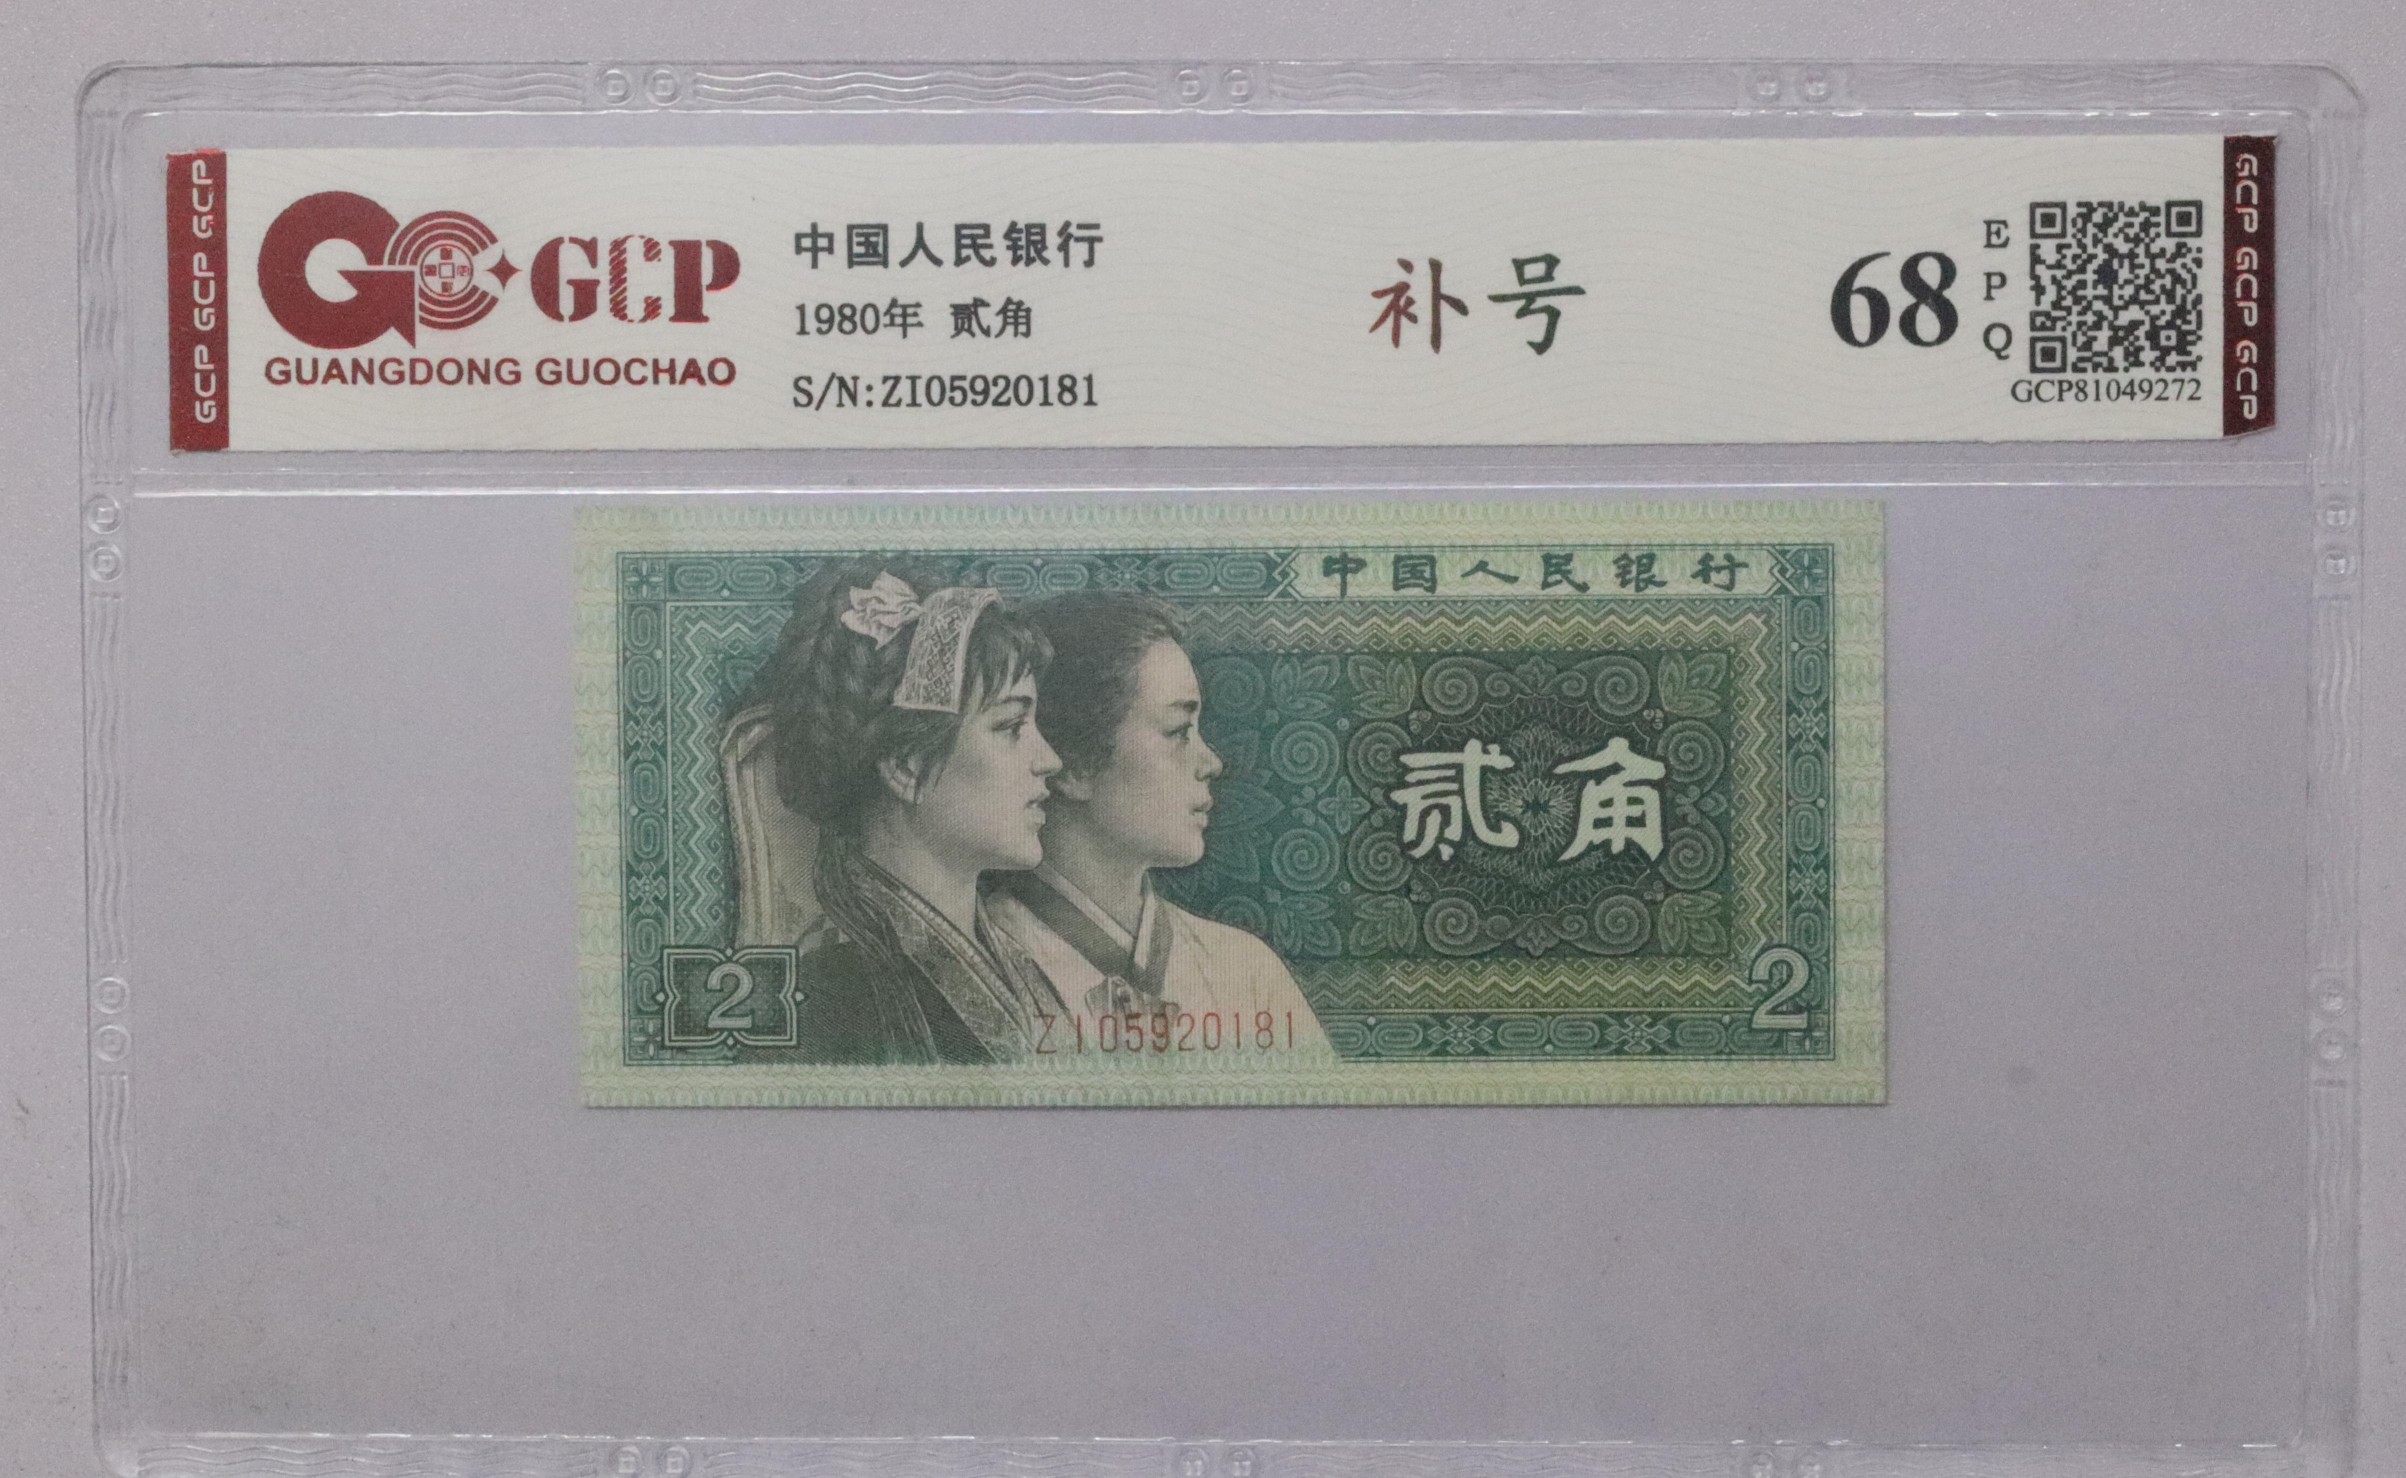 GCP GCP GCP
GCP
GUANGDONG GUOCHAO
中国人民银行
1980年 贰角
S/N:ZI05920181
补号
68
E
P
Q
GCP81049272
GCP GCP GCP
中国人民银行
贰角
2
2
ZI05920181